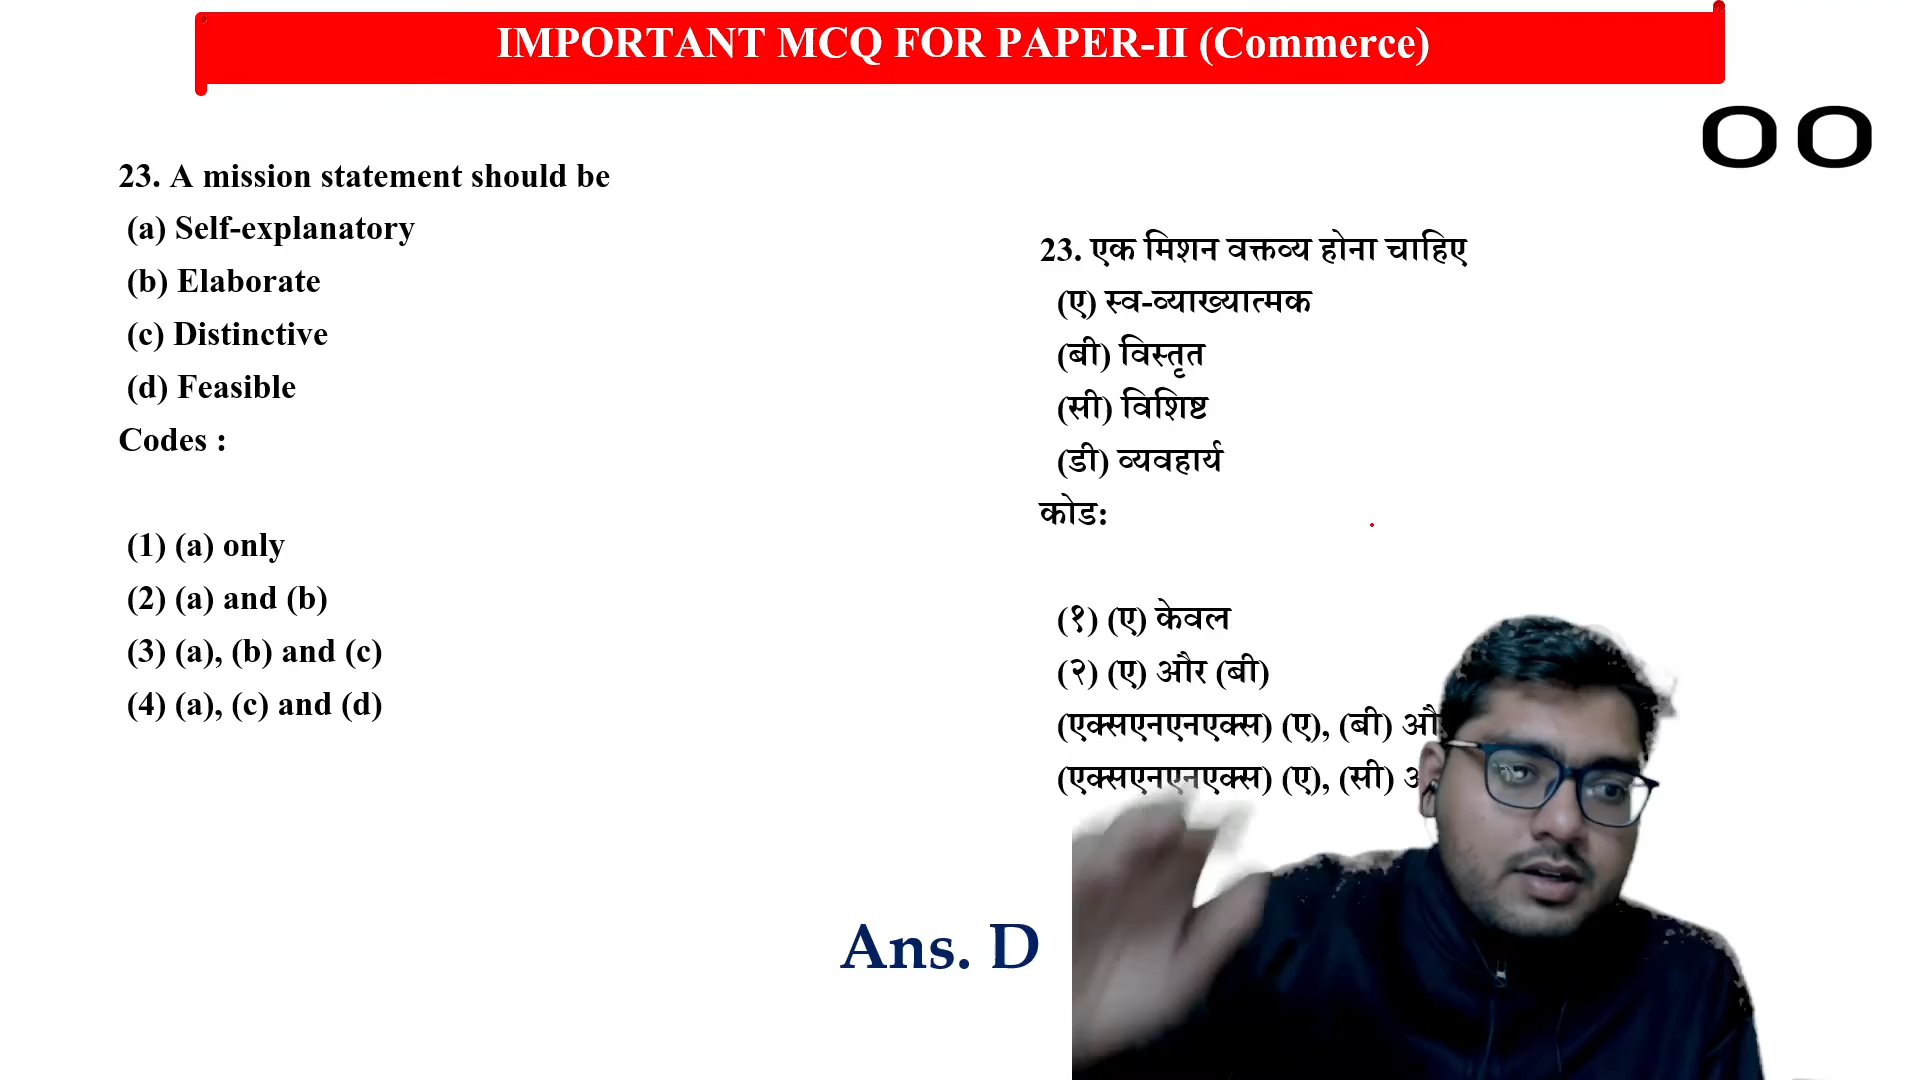 IMPORTANT MCQ FOR PAPER-II (Commerce)
00
23. A mission statement should be
(a) Self-explanatory
(b) Elaborate
(c) Distinctive
(d) Feasible
Codes :
(1) (a) only
(2) (a) and (b)
(3) (a), (b) and (c)
(4) (a), (c) and (d)
23. एक मिशन वक्तव्य होना चाहिए
(ए) स्व-व्याख्यात्मक
(बी) विस्तृत
(सी) विशिष्ट
(डी) व्यवहार्य
कोड:
(१) (ए) केवल
(२) (ए) और (बी)
(एक्सएनएनएक्स) (ए), (बी)
(एक्सएनएनएक्स) (ए), (सी)
Ans. D